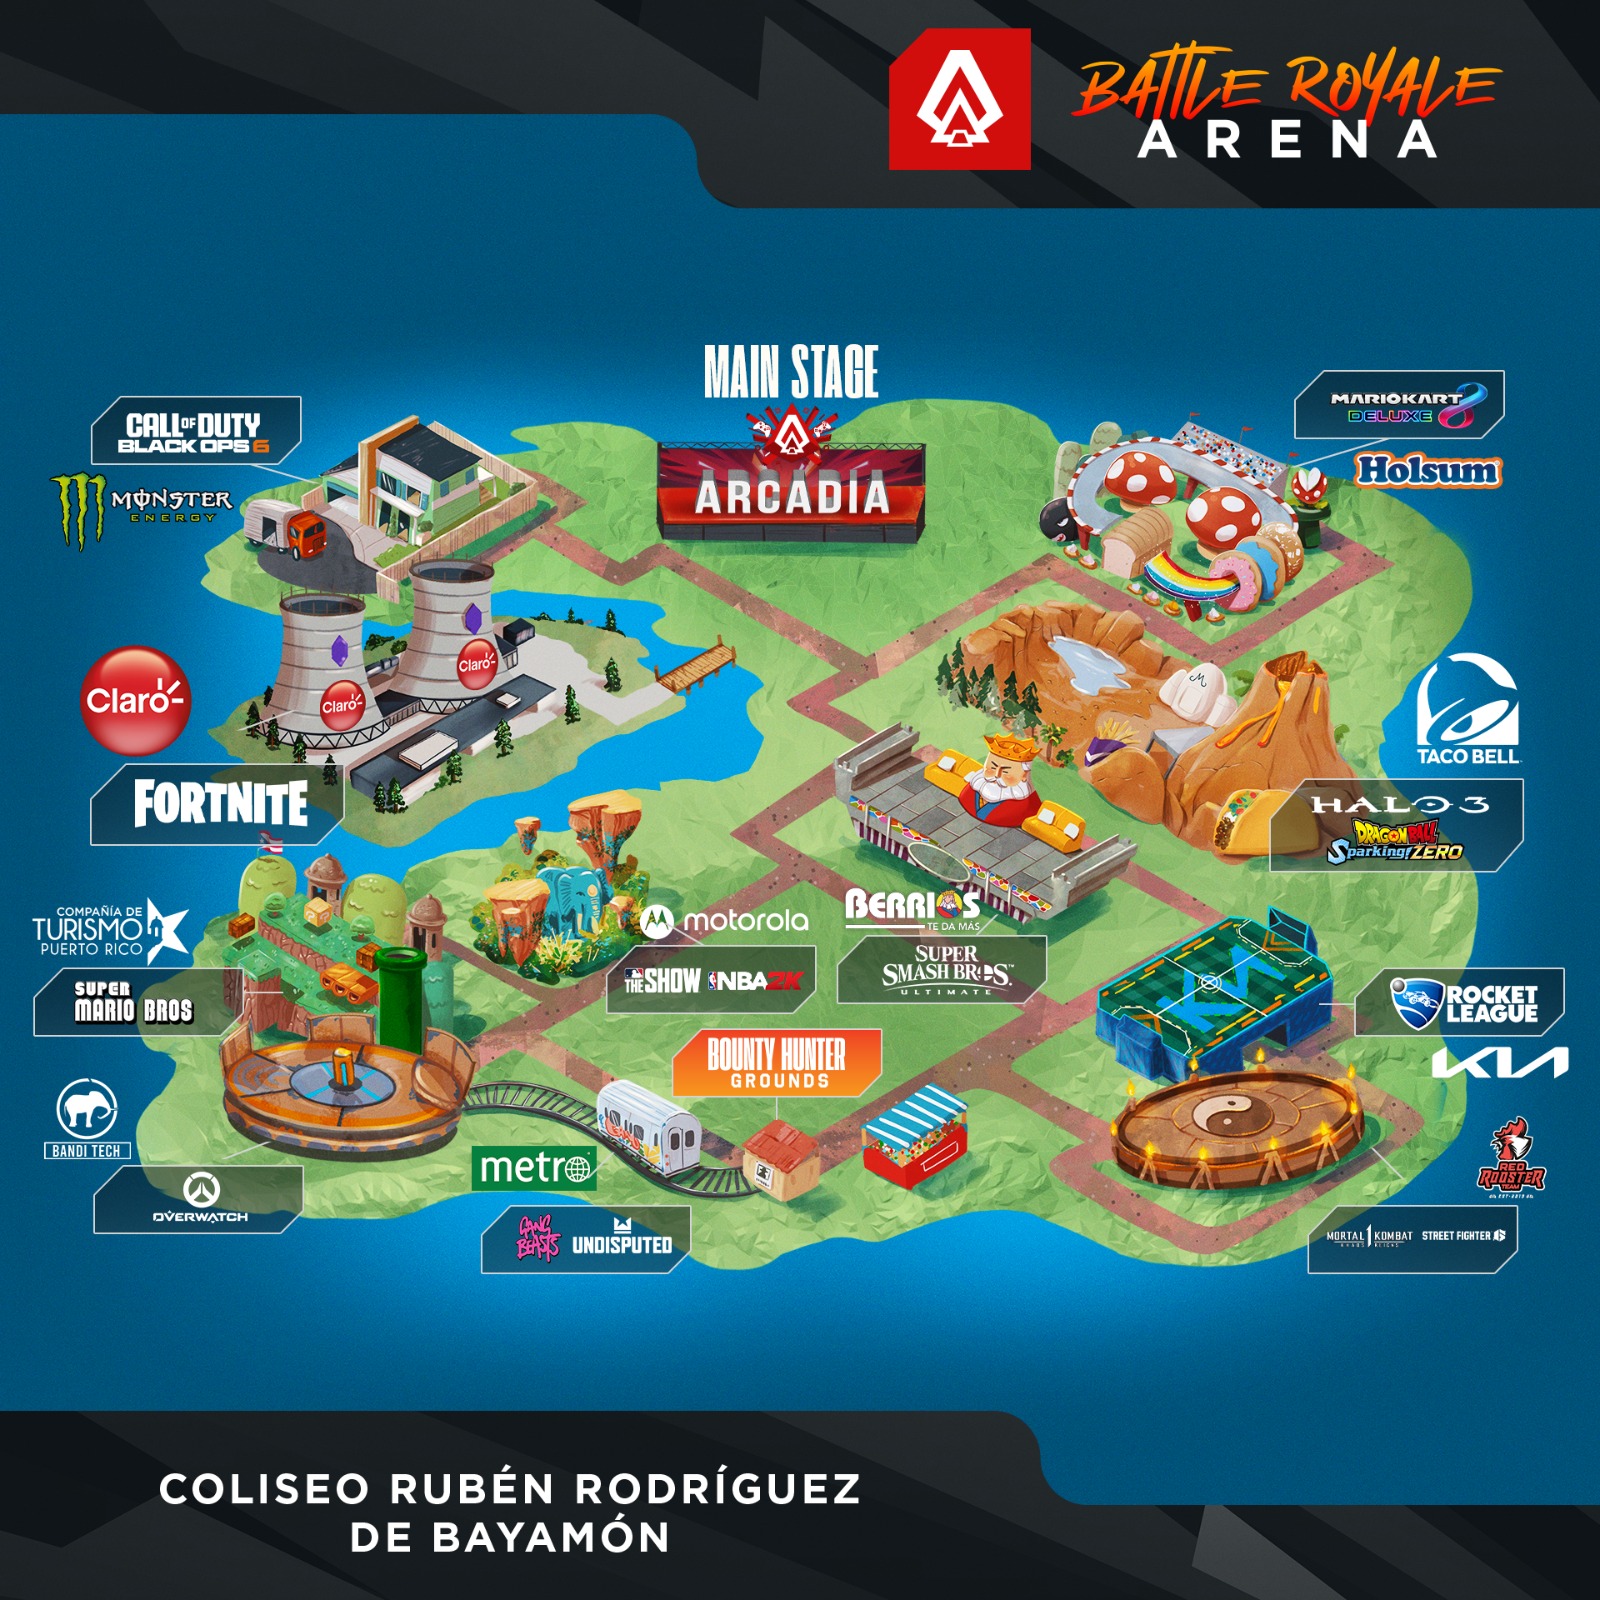 BATTLE ROYALE
ARENA
MAIN STAGE
ARCADIA
CALL OF DUTY
BLACK OPS 6
MONSTER
ENERGY
MARIOKART 8
DELUXE
Holsum
Claro
Claro
Claro
FORTNITE
TACO BELL
HALO 3
DRAGON BALL
Sparking! ZERO
COMPAÑÍA DE
TURISMO
PUERTO RICO
SUPER
MARIO BROS
motorola
MLB THE SHOW NBA 2K
BERRIOS
TE DA MÁS
SUPER
SMASH BROS.™
ULTIMATE
ROCKET
LEAGUE
KIA
BOUNTY HUNTER
GROUNDS
BANDI TECH
OVERWATCH
metro
GANG
BEASTS
UNDISPUTED
RED
ROOSTER
TEAM
MORTAL KOMBAT 1
STREET FIGHTER 6
COLISEO RUBÉN RODRÍGUEZ
DE BAYAMÓN